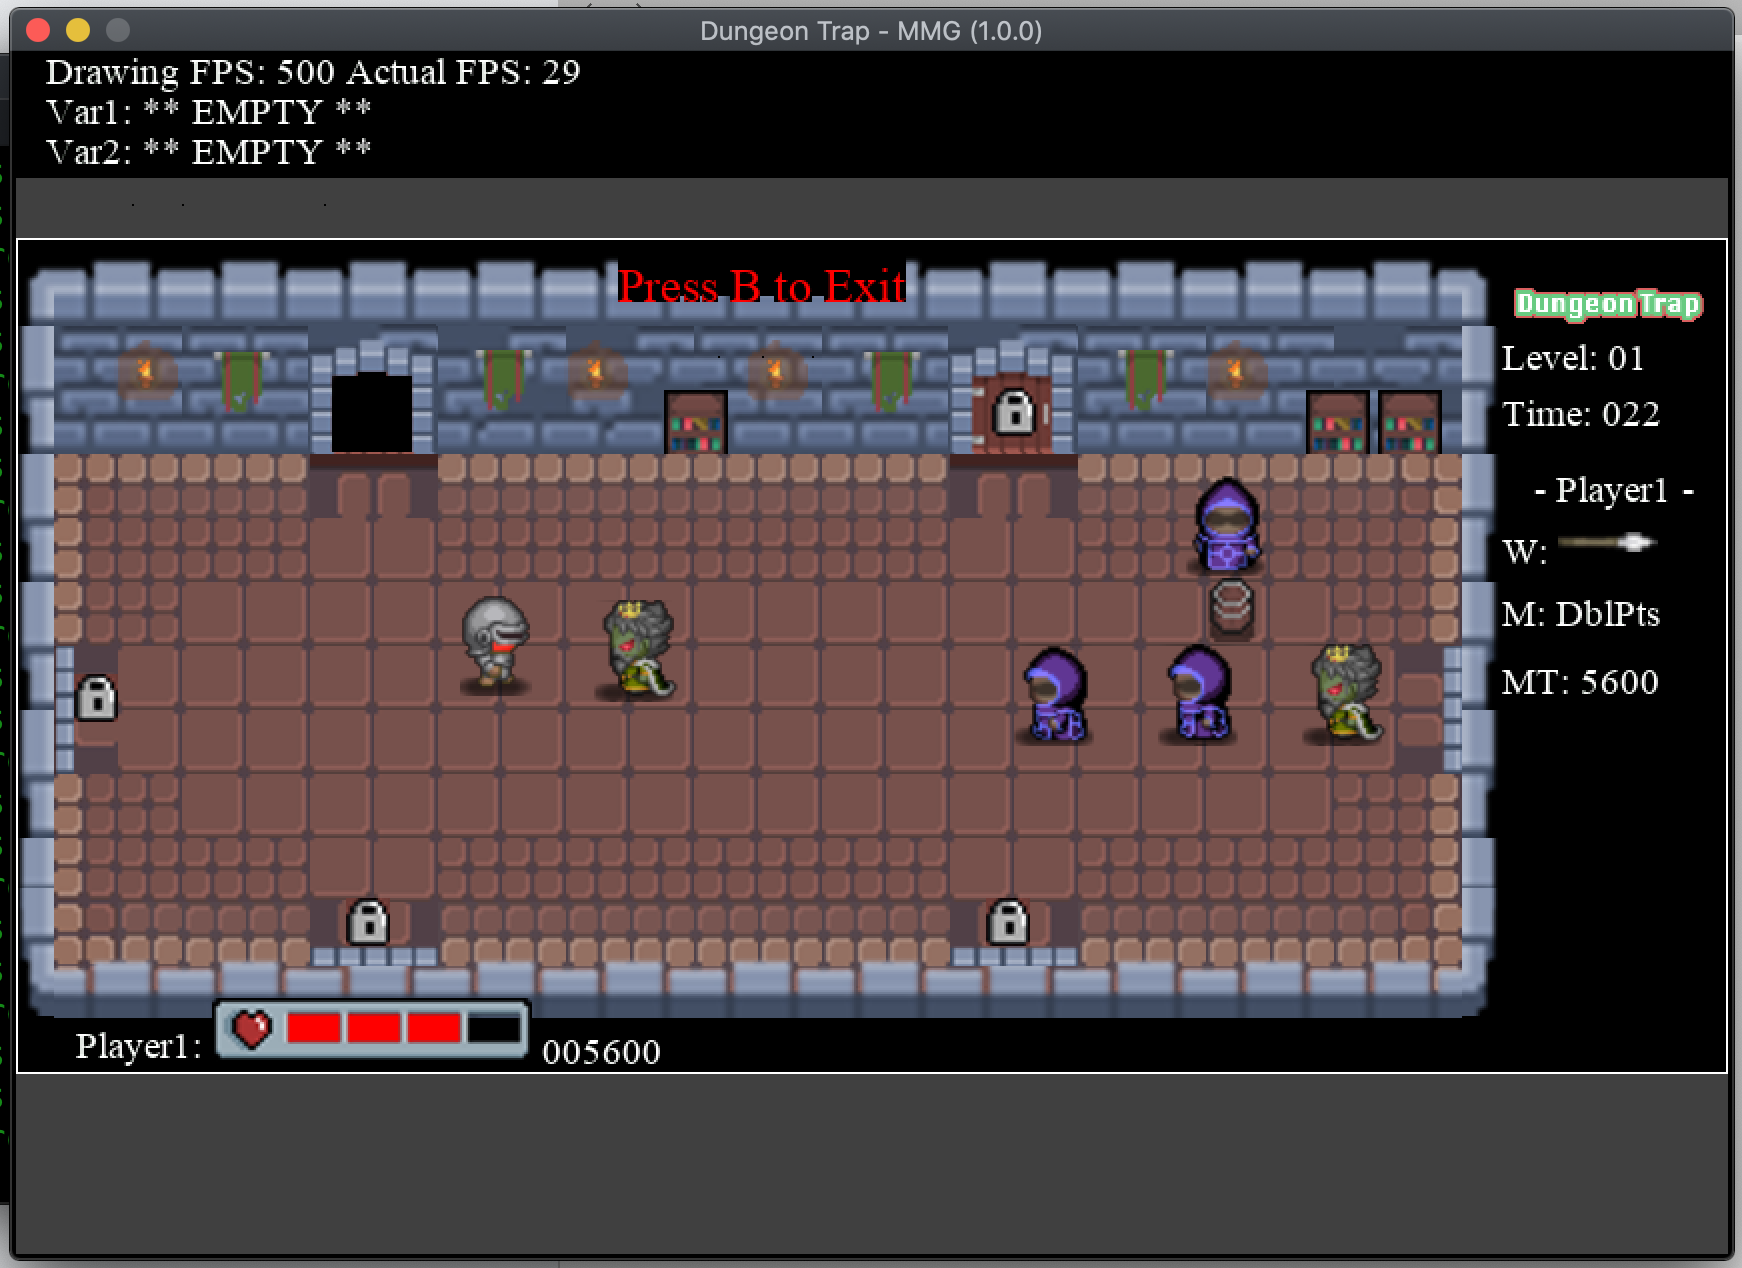 Dungeon Trap - MMG (1.0.0)
Drawing FPS: 500 Actual FPS: 29
Var1: ** EMPTY **
Var2: ** EMPTY **
Press B to Exit
Dungeon Trap
Level: 01
Time: 022
- Player1 -
W:
M: DblPts
MT: 5600
Player1:
005600